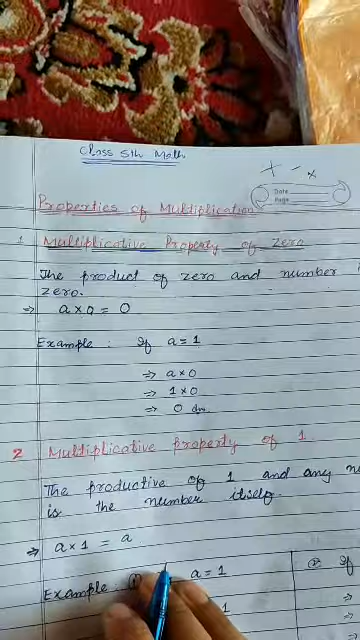 Class 5th Math
+ - ×
Date
Page
Properties of Multiplication
1 Multiplicative Property of Zero
The product of zero and number
zero.
⇒ a × 0 = 0
Example : If a = 1
⇒ a × 0
⇒ 1 × 0
⇒ 0
2 Multiplicative Property of 1.
The productive of 1 and any
is the number itself.
⇒ a × 1 = a
Example a = 1
1
If
⇒
⇒